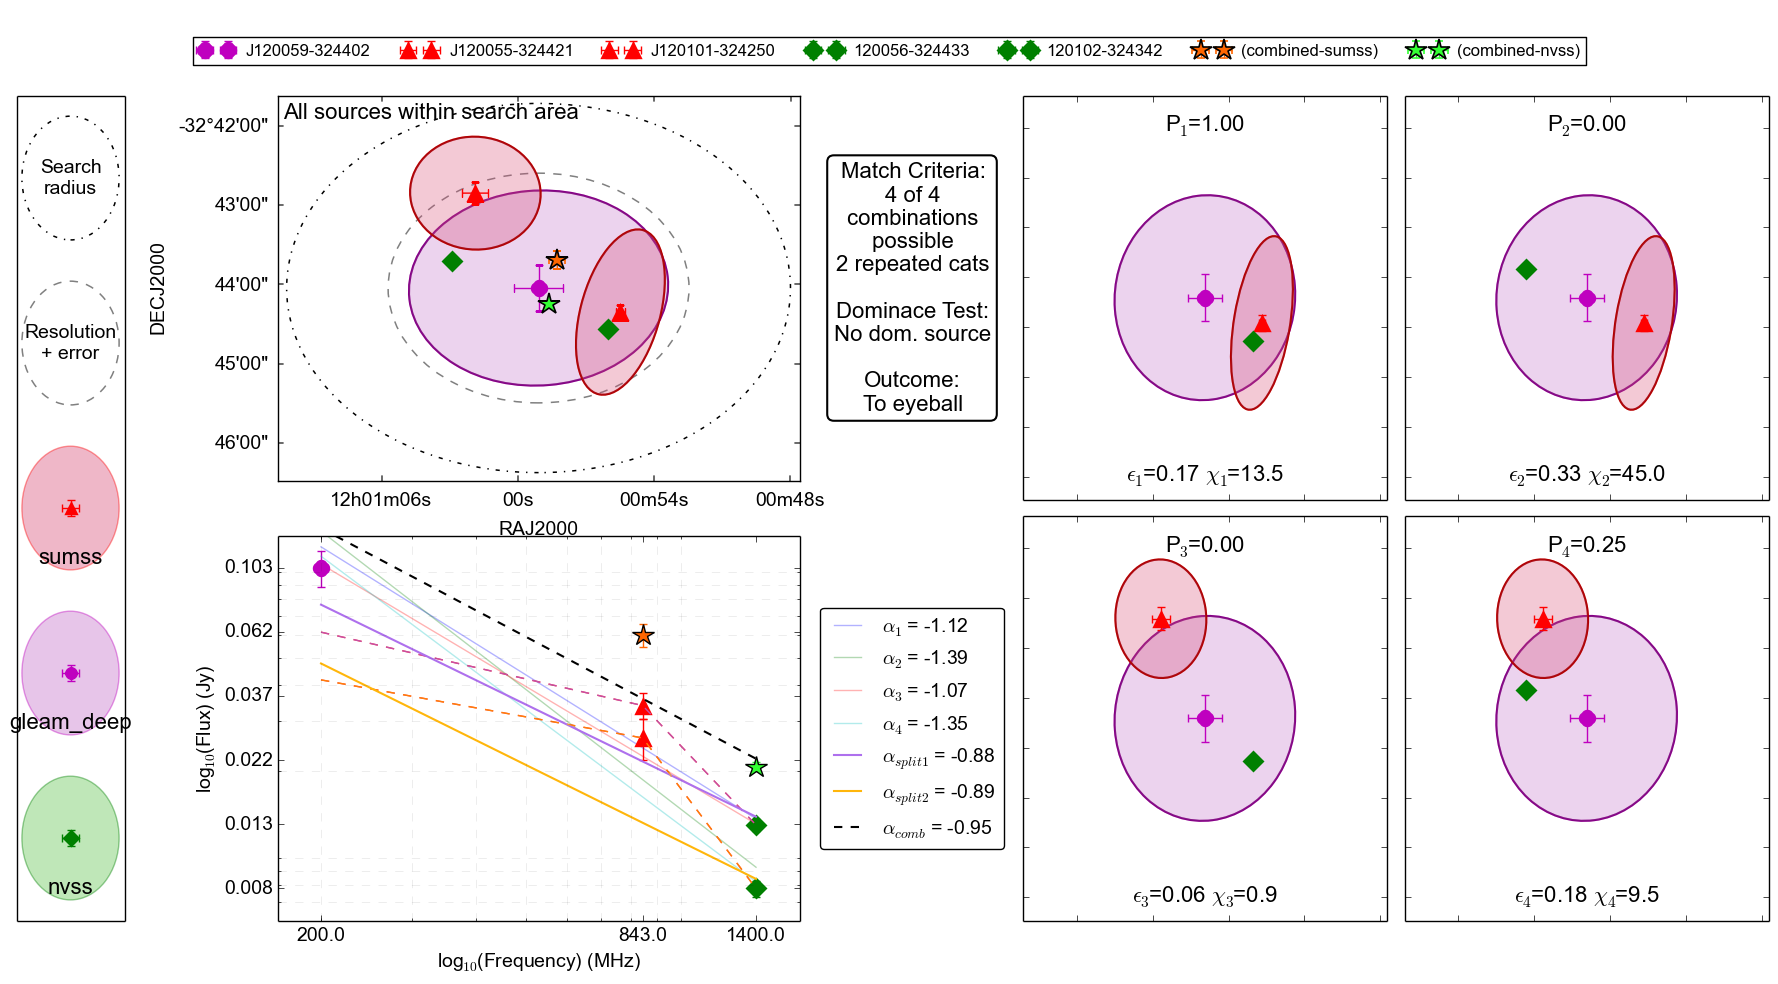 J120059-324402 J120055-324421 J120101-324250 120056-324433 120102-324342 (combined-sumss) (combined-nvss)
Search
radius
Resolution
+ error
sumss
gleam_deep
nvss
All sources within search area
-32°42'00"
43'00"
44'00"
45'00"
46'00"
DECJ2000
12h01m06s 00s 00m54s 00m48s
RAJ2000
Match Criteria:
4 of 4
combinations
possible
2 repeated cats
Dominace Test:
No dom. source
Outcome:
To eyeball
P1=1.00
ϵ1=0.17 χ1=13.5
P2=0.00
ϵ2=0.33 χ2=45.0
0.103
0.062
0.037
0.022
0.013
0.008
log10(Flux) (Jy)
200.0 843.0 1400.0
log10(Frequency) (MHz)
α1 = -1.12
α2 = -1.39
α3 = -1.07
α4 = -1.35
αsplit1 = -0.88
αsplit2 = -0.89
αcomb = -0.95
P3=0.00
ϵ3=0.06 χ3=0.9
P4=0.25
ϵ4=0.18 χ4=9.5